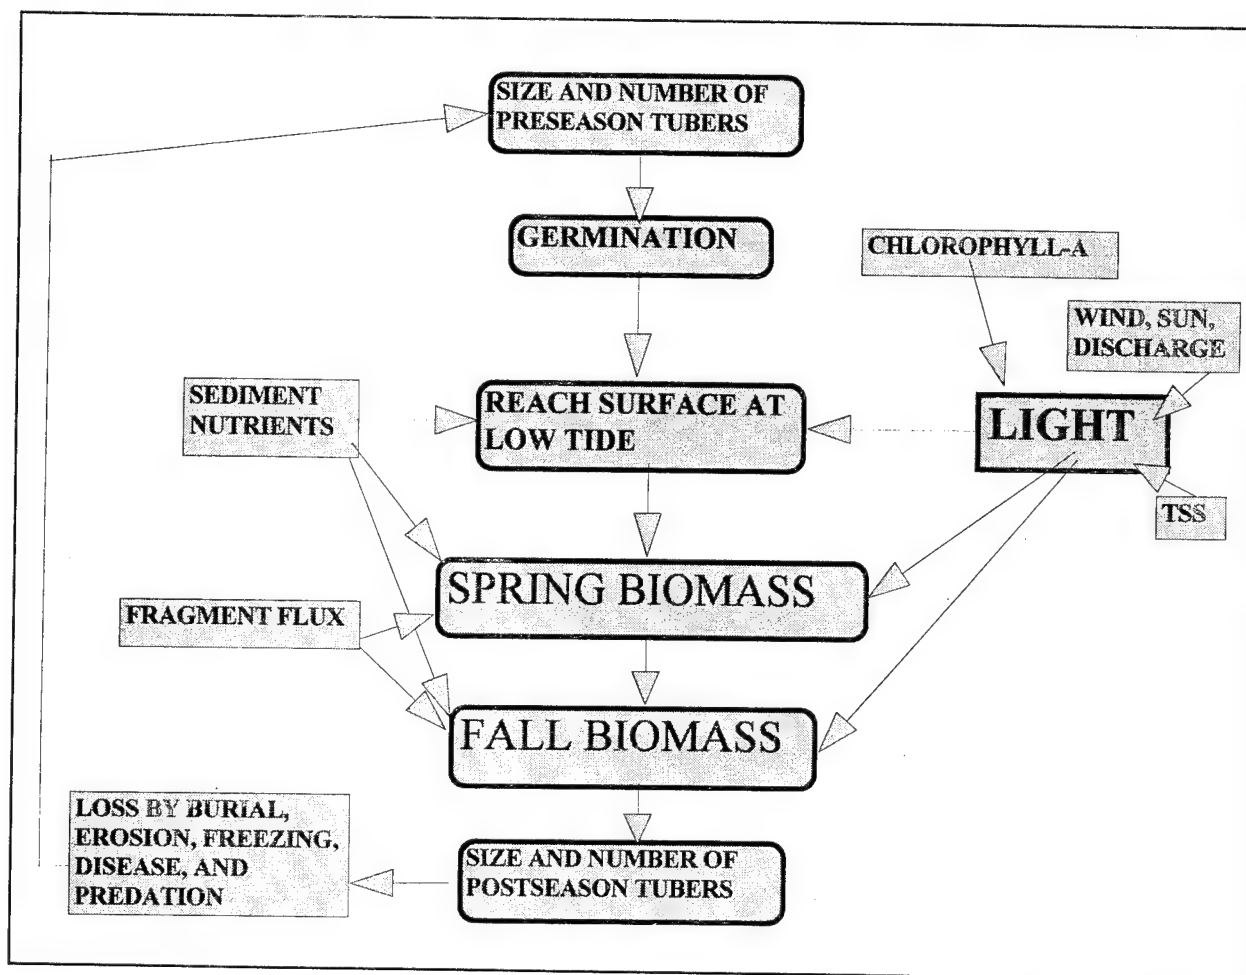 SIZE AND NUMBER OF
PRESEASON TUBERS
GERMINATION
CHLOROPHYLL-A
WIND, SUN,
DISCHARGE
SEDIMENT
NUTRIENTS
REACH SURFACE AT
LOW TIDE
LIGHT
TSS
SPRING BIOMASS
FRAGMENT FLUX
FALL BIOMASS
LOSS BY BURIAL,
EROSION, FREEZING,
DISEASE, AND
PREDATION
SIZE AND NUMBER OF
POSTSEASON TUBERS